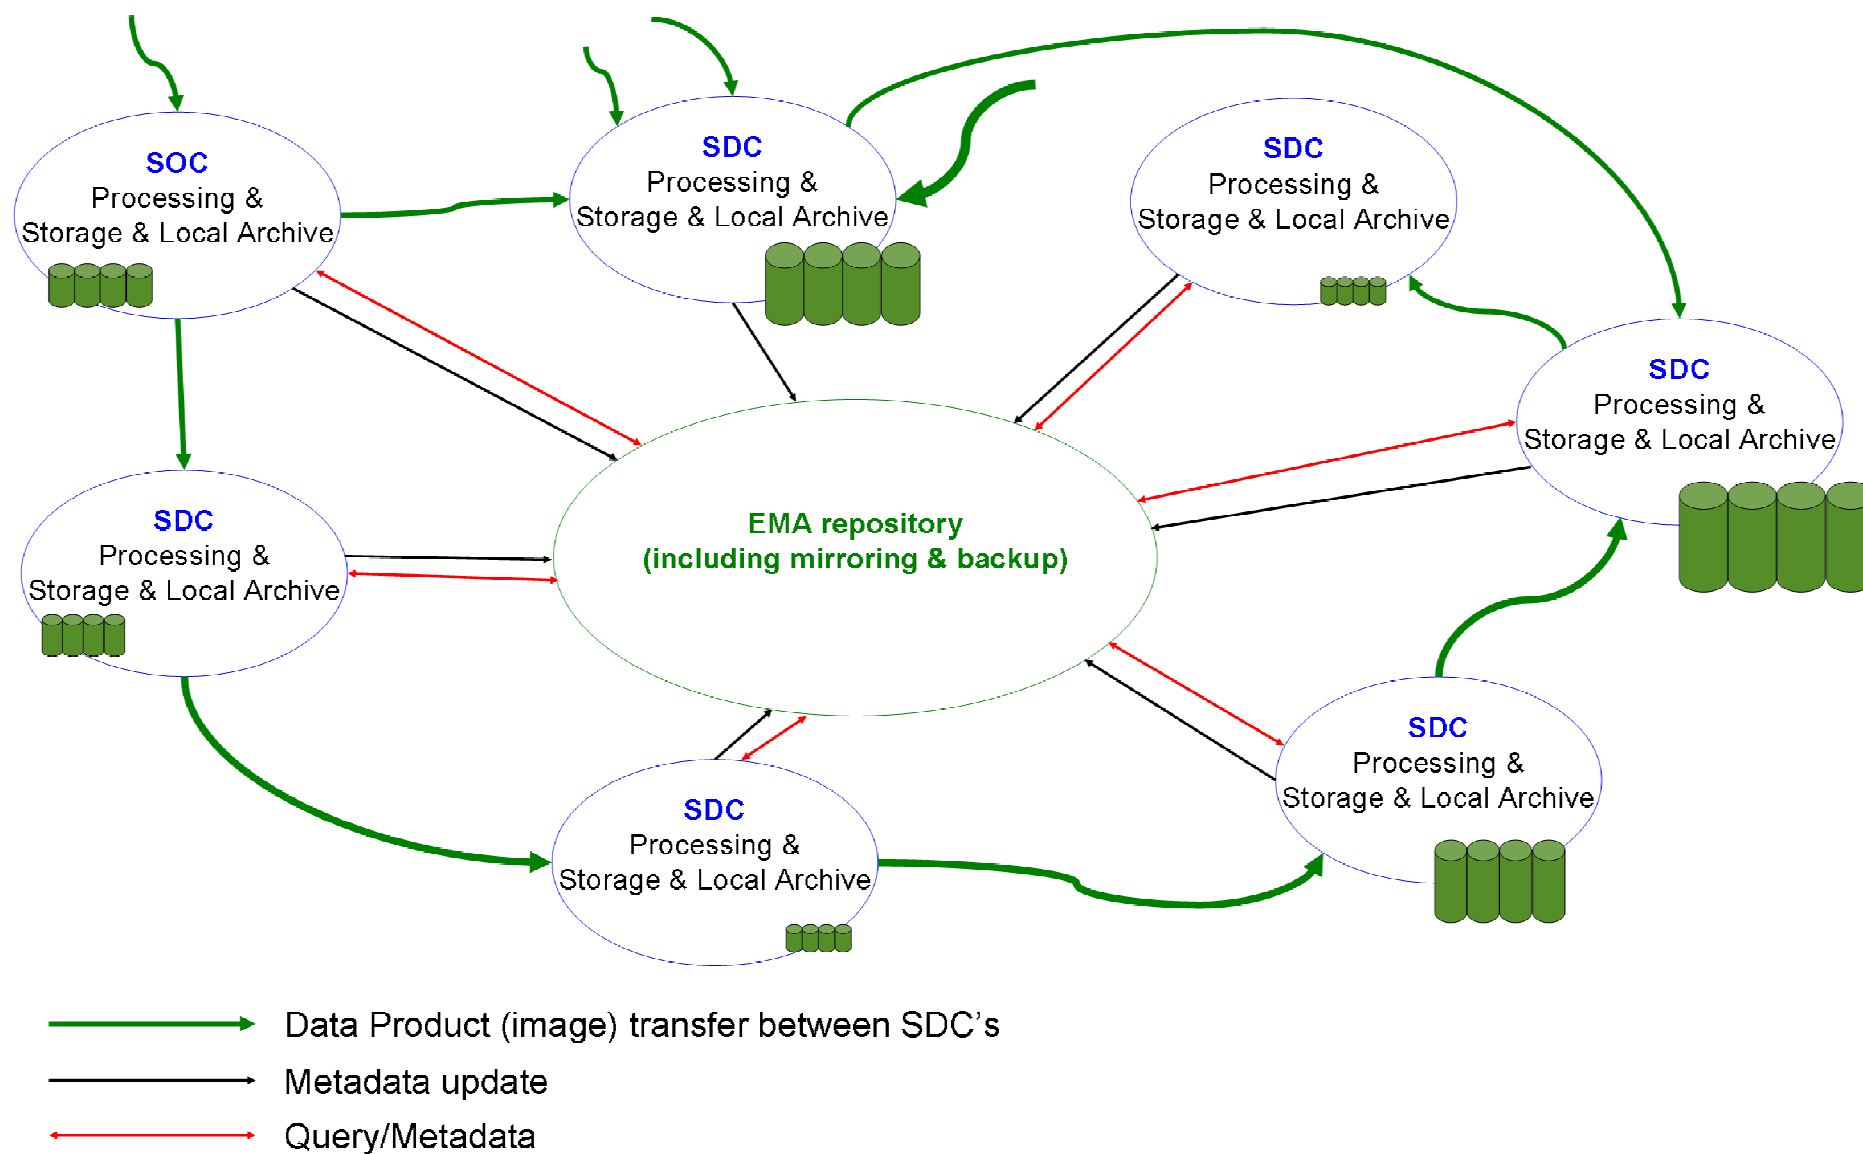 SOC
Processing &
Storage & Local Archive
SDC
Processing &
Storage & Local Archive
SDC
Processing &
Storage & Local Archive
SDC
Processing &
Storage & Local Archive
SDC
Processing &
Storage & Local Archive
EMA repository
(including mirroring & backup)
SDC
Processing &
Storage & Local Archive
SDC
Processing &
Storage & Local Archive
Data Product (image) transfer between SDC’s
Metadata update
Query/Metadata